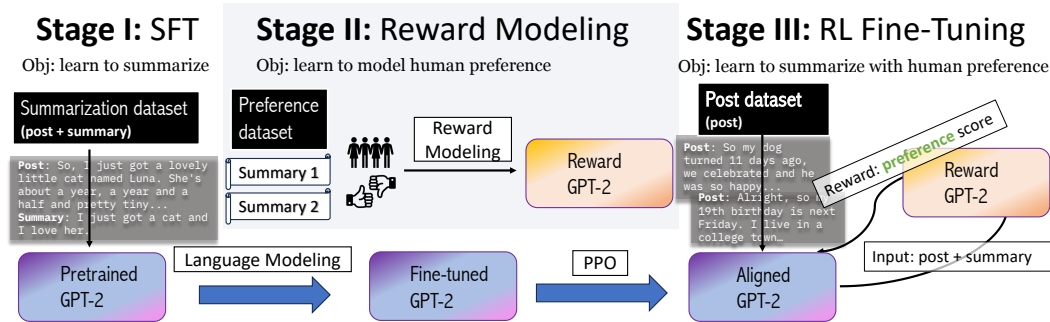 Stage I: SFT
Obj: learn to summarize
Summarization dataset
(post + summary)
Post: So, I just got a lovely
little cat named Luna. She's
about a year, a year and a
half and pretty tiny...
Summary: I just got a cat and
I love her.
Pretrained
GPT-2
Language Modeling
Stage II: Reward Modeling
Obj: learn to model human preference
Preference
dataset
Summary 1
Summary 2
Reward
Modeling
Reward
GPT-2
Fine-tuned
GPT-2
PPO
Stage III: RL Fine-Tuning
Obj: learn to summarize with human preference
Post dataset
(post)
Post: So my dog
turned 11 days ago,
we celebrated and he
was so happy...
Post: Alright, so m
19th birthday is next
Friday. I live in a
college town…
Reward: preference score
Reward
GPT-2
Input: post + summary
Aligned
GPT-2